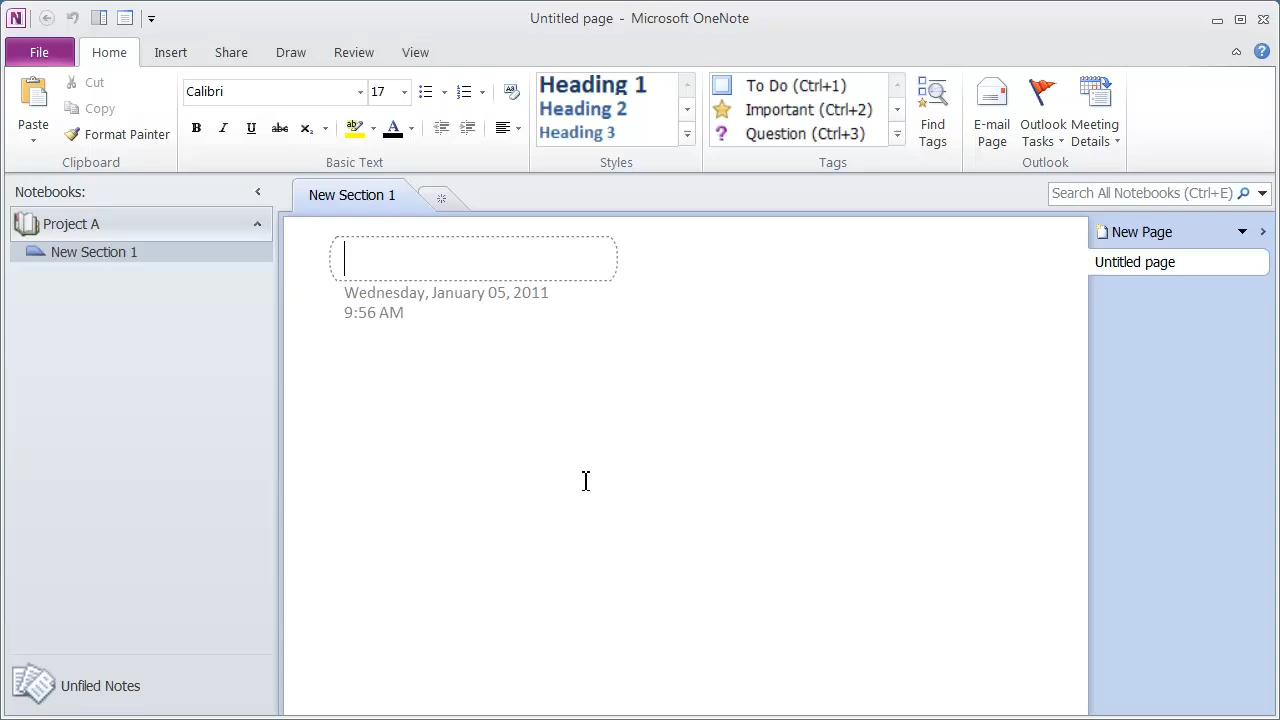 Untitled page - Microsoft OneNote
File Home Insert Share Draw Review View
Paste
Cut
Copy
Format Painter
Clipboard
Calibri 17
B I U abc x₂ ab A
Basic Text
Heading 1
Heading 2
Heading 3
Styles
To Do (Ctrl+1)
Important (Ctrl+2)
Question (Ctrl+3)
Tags
Find
Tags
E-mail
Page
Outlook
Tasks
Meeting
Details
Outlook
Notebooks:
Project A
New Section 1
Unfiled Notes
New Section 1
Search All Notebooks (Ctrl+E)
Wednesday, January 05, 2011
9:56 AM
New Page
Untitled page